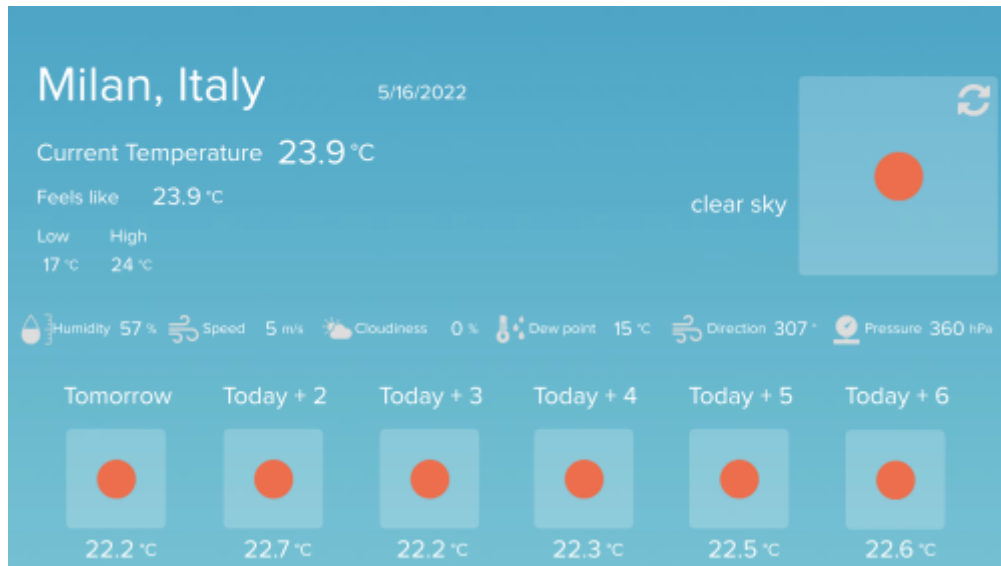 Milan, Italy 5/16/2022
Current Temperature 23.9 °C
Feels like 23.9 °C
clear sky
Low High
17 °C 24 °C
Humidity 57 % Speed 5 m/s Cloudiness 0 % Dew point 15 °C Direction 307 ° Pressure 360 hPa
Tomorrow Today + 2 Today + 3 Today + 4 Today + 5 Today + 6
22.2 °C 22.7 °C 22.2 °C 22.3 °C 22.5 °C 22.6 °C